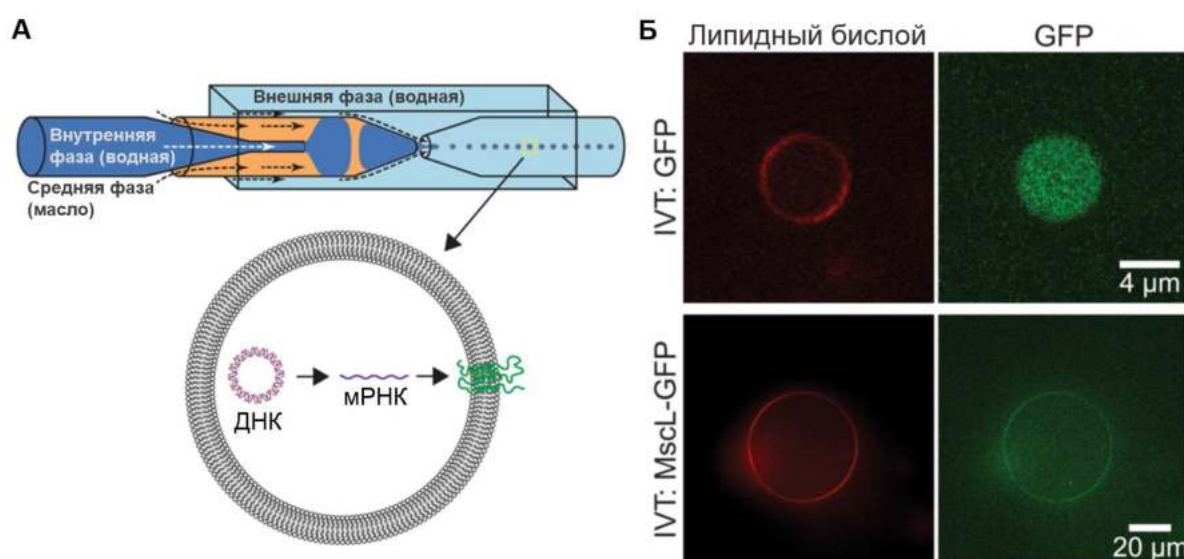 А
Внешняя фаза (водная)
Внутренняя
фаза (водная)
Средняя фаза
(масло)
ДНК
мРНК
Б
Липидный бислой
GFP
IVT: GFP
4 µm
IVT: MscL-GFP
20 µm